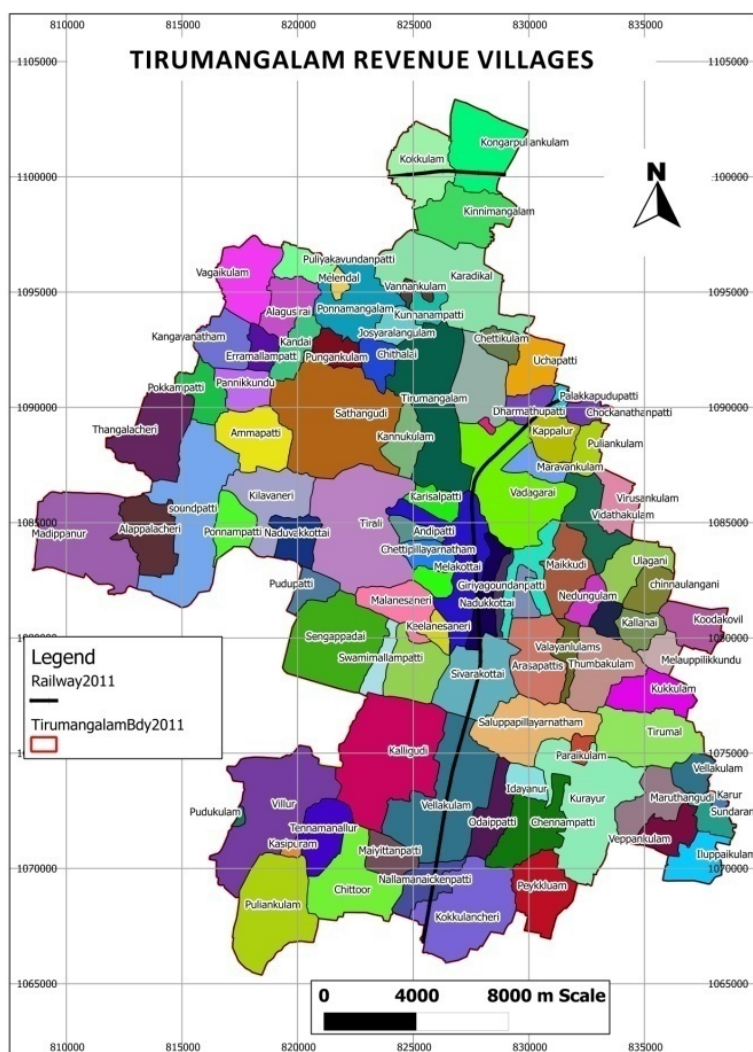 810000 815000 820000 825000 830000 835000
1105000 1105000
TIRUMANGALAM REVENUE VILLAGES
Kongarpuliankulam
Kokkulam
1100000 1100000
N
Kinnimangalam
Puliyakavundanpatti
Vagaikulam Melendal Karadikal
1095000 Vannankulam 1095000
Alagusirai Ponnamangalam Kunnanampatti
Kangayanatham Kandai Josyaralangulam Chettikulam
Erramallampatti Pungankulam Chithalai Uchapatti
Pokkampatti Pannikkundu Tirumangalam Palakkapudupatti
1090000 Sathangudi Dharmathupatti Chockanathanpatti 1090000
Thangalacheri Ammapatti Kannukulam Kappalur Puliankulam
Maravankulam
Kilavaneri Karisalpatti Vadagarai Virusankulam
soundpatti Tirali Vidathakulam
1085000 Alappalacheri Ponnampatti Naduvakkottai Andipatti 1085000
Madippanur Chettipillayarnatham Ulagani
Melakottai Maikkudi
Pudupatti Giriyagoundanpatti chinnaulangani
Malanesaneri Nadukkottai Nedungulam
Sengappadai Keelanesaneri Kallanai Koodakovil
1080000
Legend Swamimallampatti Valayanlulams Melauppilikkundu
Railway2011 Sivarakottai Arasapattis Thumbakulam
TirumangalamBdy2011 Kukkulam
Saluppapillayarnatham Tirumal
Kalligudi Paraikulam 1075000
Idayanur Vellakulam
Villur Vellakulam Kurayur Maruthangudi Karur
Pudukulam Tennamanallur Odaippatti Chennampatti Sundaran
Kasipuram Maiyittanpatti Veppankulam
1070000 Nallamanaickenpatti Iluppaikulam 1070000
Puliankulam Chittoor Peykkluam
Kokkulancheri
1065000 1065000
0 4000 8000 m Scale
810000 815000 820000 825000 830000 835000